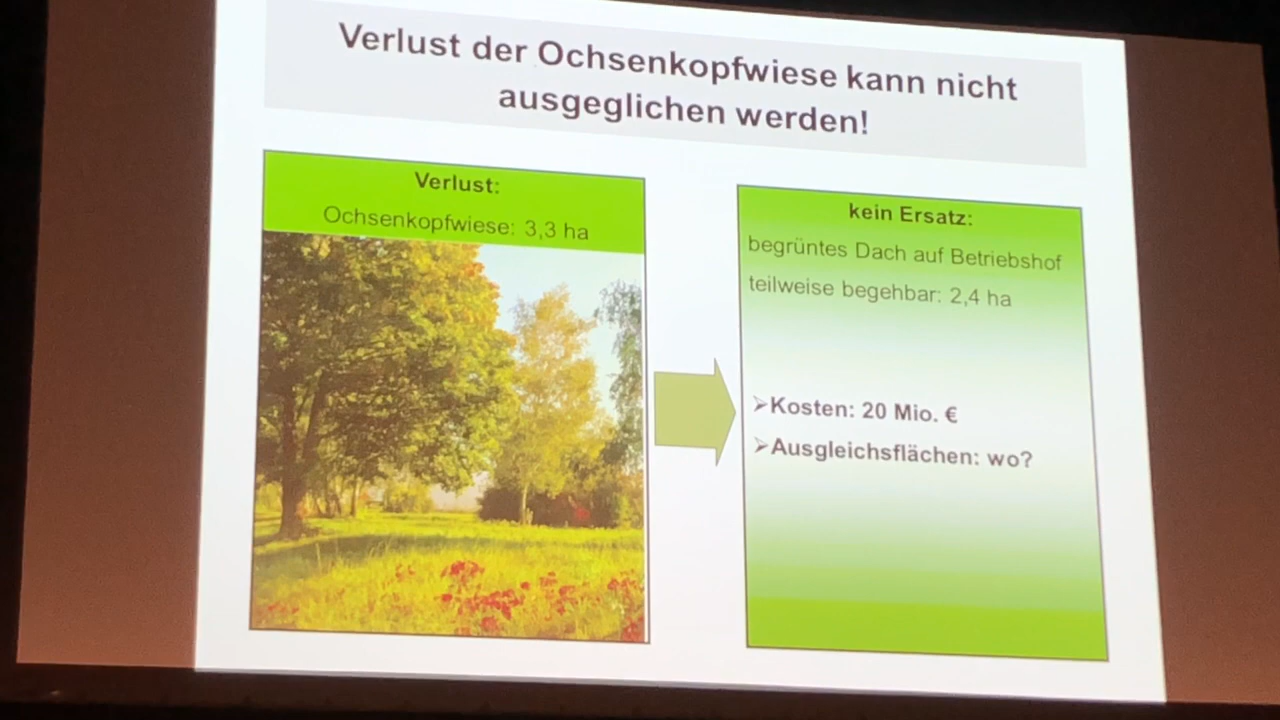 Verlust der Ochsenkopfwiese kann nicht
ausgeglichen werden!
Verlust:
Ochsenkopfwiese: 3,3 ha
kein Ersatz:
begrüntes Dach auf Betriebshof
teilweise begehbar: 2,4 ha
➢Kosten: 20 Mio. €
➢Ausgleichsflächen: wo?